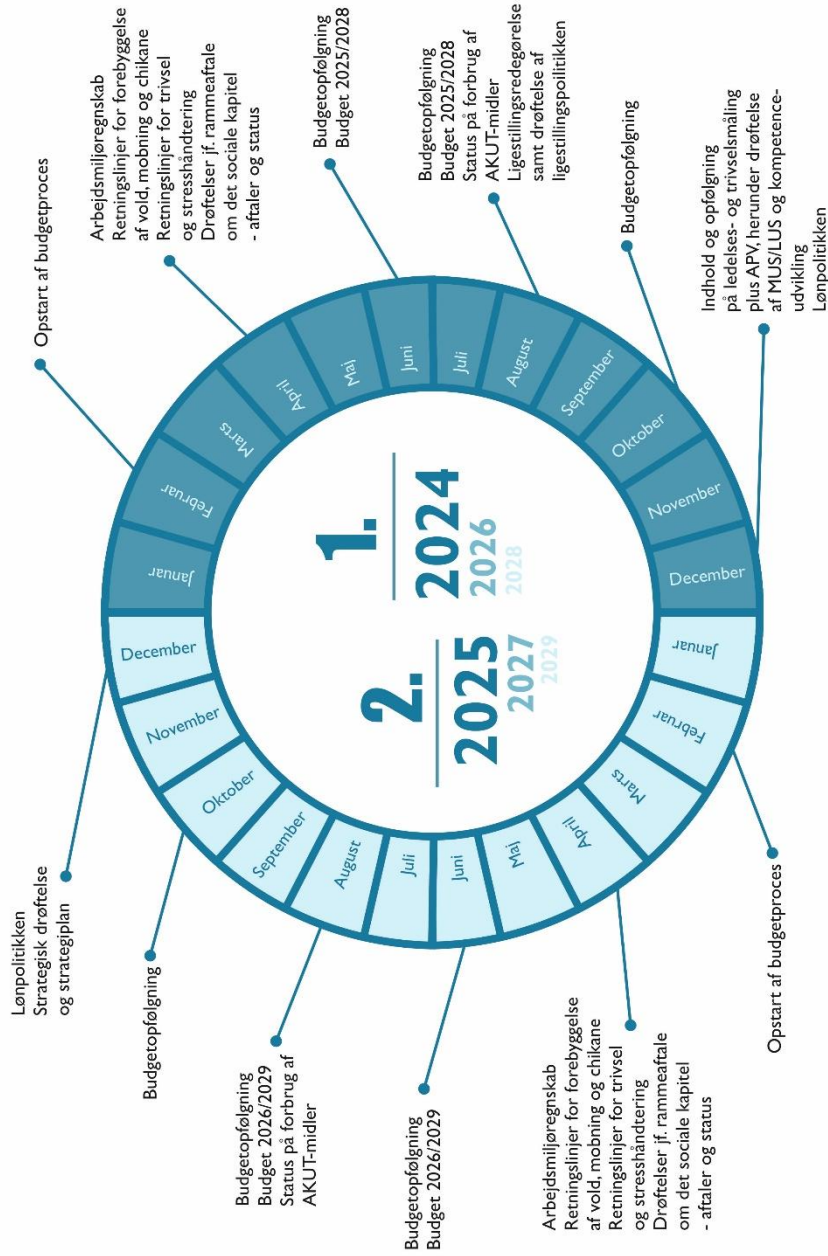 1.
2024
2026
2028
2.
2025
2027
2029
Januar
Februar
Marts
April
Maj
Juni
Juli
August
September
Oktober
November
December
Januar
Februar
Marts
April
Maj
Juni
Juli
August
September
Oktober
November
December
Opstart af budgetproces
Arbejdsmiljøregnskab
Retningslinjer for forebyggelse
af vold, mobning og chikane
Retningslinjer for trivsel
og stresshåndtering
Drøftelser jf. rammeaftale
om det sociale kapitel
- aftaler og status
Budgetopfølgning
Budget 2025/2028
Budgetopfølgning
Budget 2025/2028
Status på forbrug af
AKUT-midler
Ligestillingsredegørelse
samt drøftelse af
ligestillingspoilitikken
Budgetopfølgning
Indhold og opfølgning
på ledelses- og trivselsmåling
plus APV, herunder drøftelse
af MUS/LUS og kompetence-
udvikling
Lønpolitikken
Opstart af budgetproces
Arbejdsmiljøregnskab
Retningslinjer for forebyggelse
af vold, mobning og chikane
Retningslinjer for trivsel
og stresshåndtering
Drøftelser jf. rammeaftale
om det sociale kapitel
- aftaler og status
Budgetopfølgning
Budget 2026/2029
Budgetopfølgning
Budget 2026/2029
Status på forbrug af
AKUT-midler
Budgetopfølgning
Lønpolitikken
Strategisk drøftelse
og strategiplan